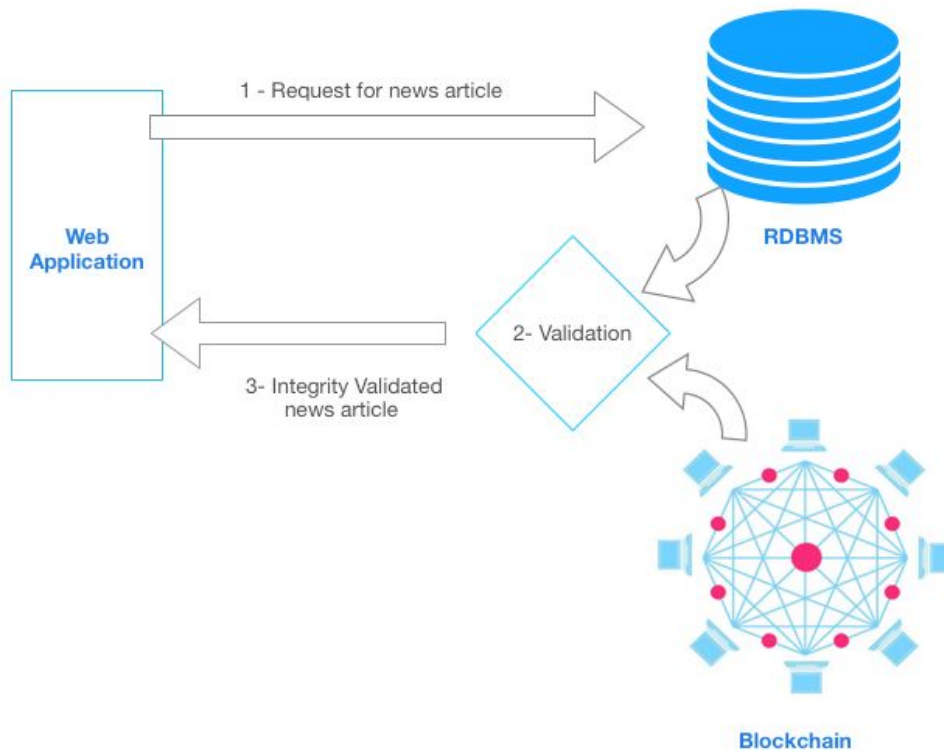 1 - Request for news article
Web
Application
RDBMS
2- Validation
3- Integrity Validated
news article
Blockchain